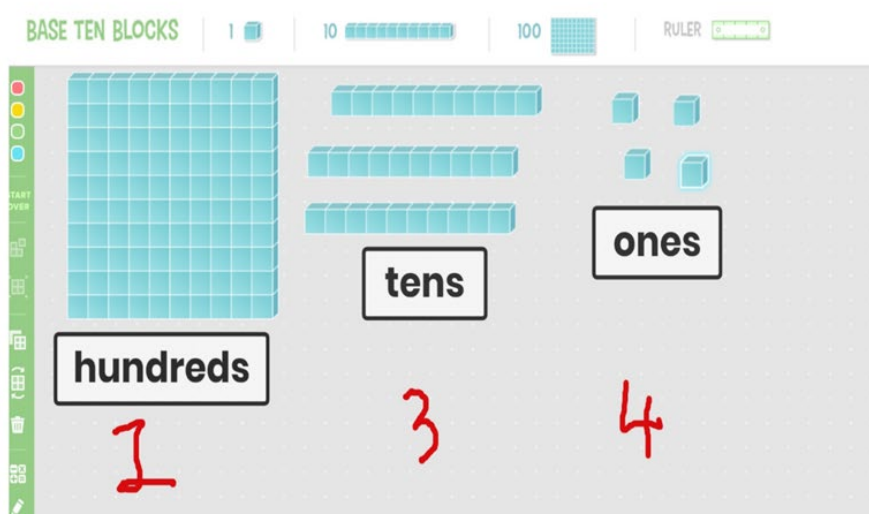 BASE TEN BLOCKS 1 10 100 RULER
START OVER
ones
tens
hundreds
1 3 4